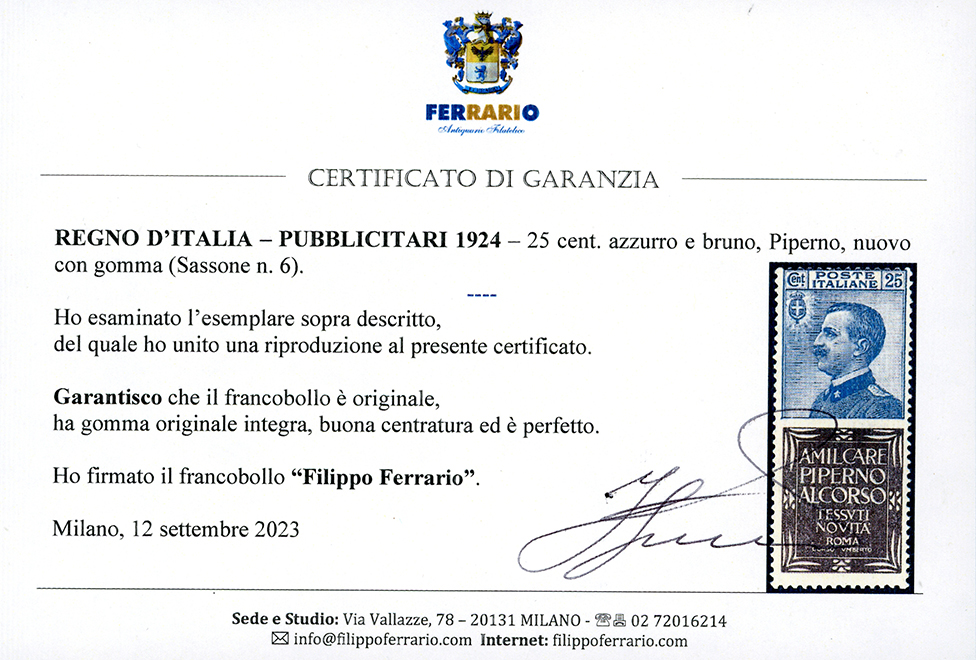 FERRARIO
Antiquario Filatelico
CERTIFICATO DI GARANZIA
REGNO D'ITALIA – PUBBLICITARI 1924 – 25 cent. azzurro e bruno, Piperno, nuovo
con gomma (Sassone n. 6).
Ho esaminato l'esemplare sopra descritto,
del quale ho unito una riproduzione al presente certificato.
Garantisco che il francobollo è originale,
ha gomma originale integra, buona centratura ed è perfetto.
Ho firmato il francobollo “Filippo Ferrario”.
Milano, 12 settembre 2023
Cent POSTE ITALIANE 25
AMILCARE
PIPERNO
ALCORSO
TESSUTI
NOVITÀ
ROMA
CORSO UMBERTO
Sede e Studio: Via Vallazze, 78 – 20131 MILANO - ☏ 02 72016214
✉ info@filippoferrario.com Internet: filippoferrario.com